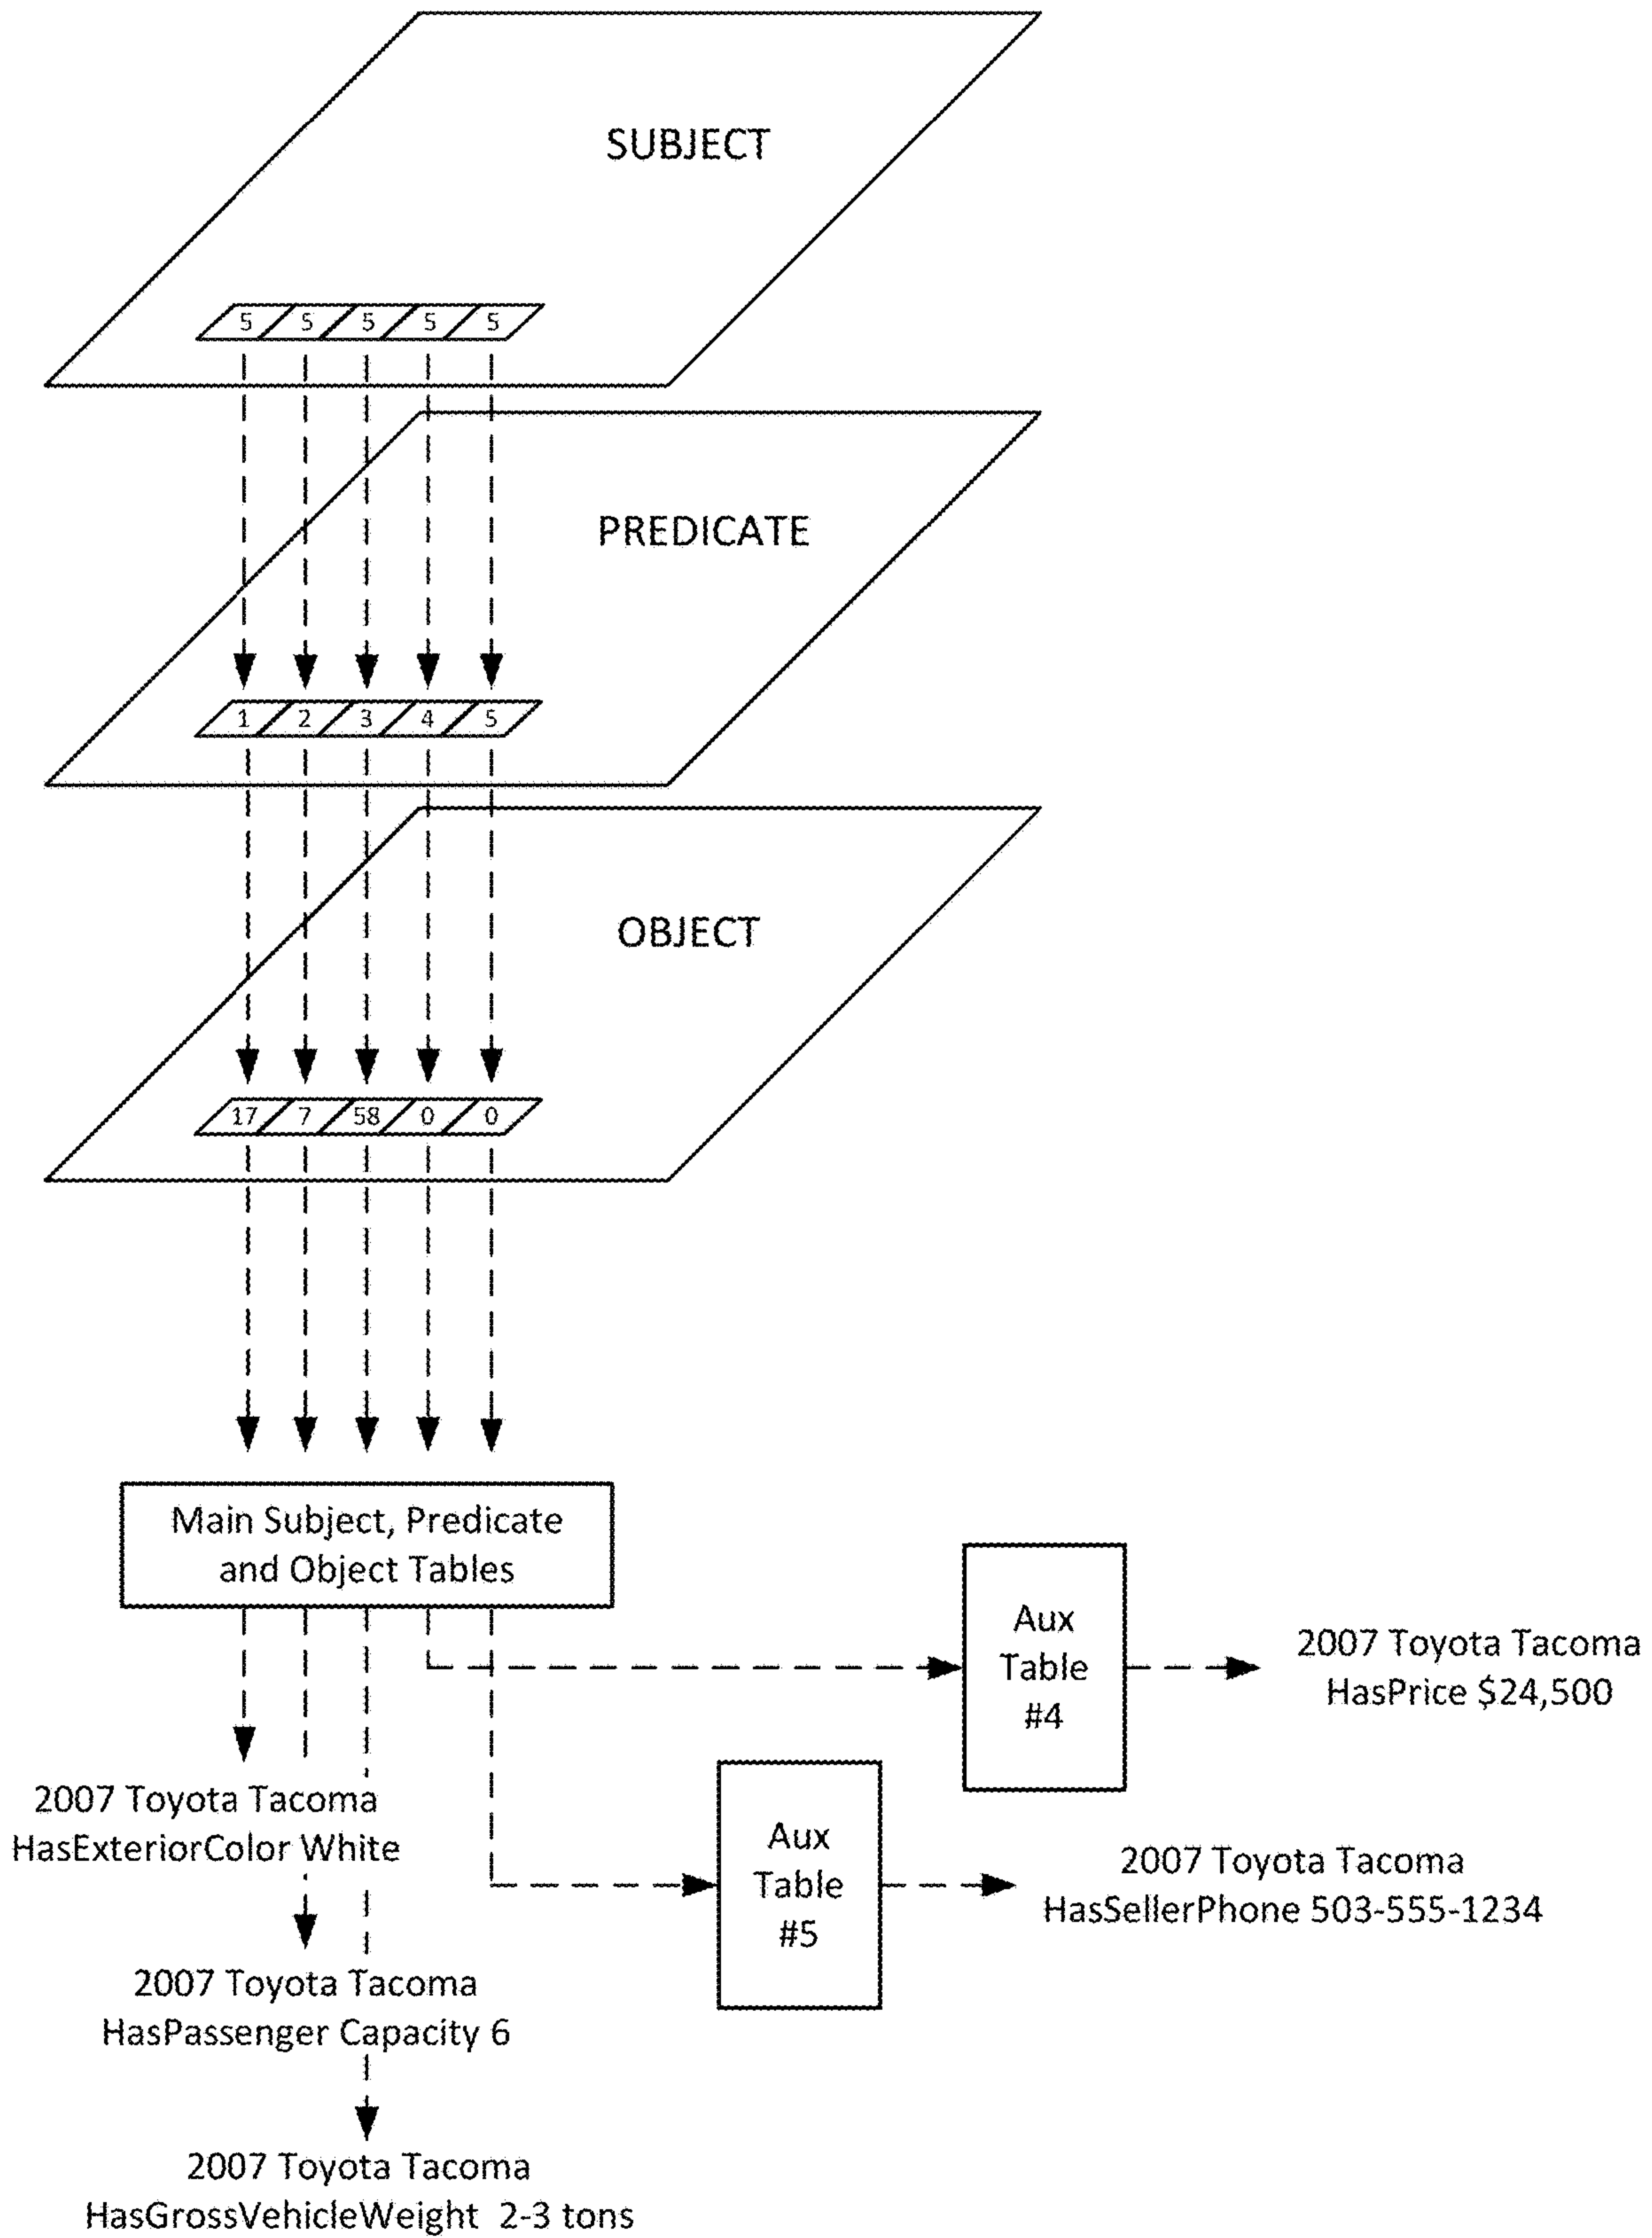 SUBJECT
5 5 5 5 5
PREDICATE
1 2 3 4 5
OBJECT
17 7 58 0 0
Main Subject, Predicate
and Object Tables
Aux
Table
#4
2007 Toyota Tacoma
HasPrice $24,500
2007 Toyota Tacoma
HasExteriorColor White
Aux
Table
#5
2007 Toyota Tacoma
HasSellerPhone 503-555-1234
2007 Toyota Tacoma
HasPassenger Capacity 6
2007 Toyota Tacoma
HasGrossVehicleWeight 2-3 tons